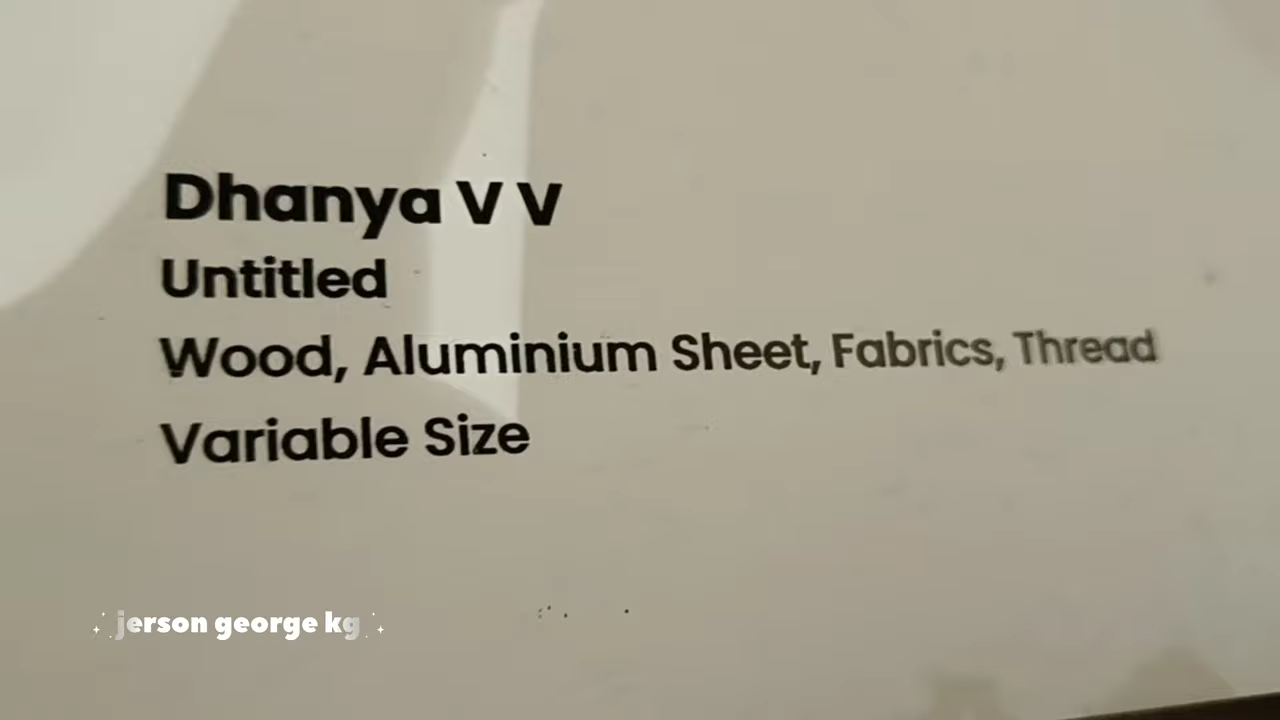 Dhanya V V
Untitled
Wood, Aluminium Sheet, Fabrics, Thread
Variable Size
jerson george kg